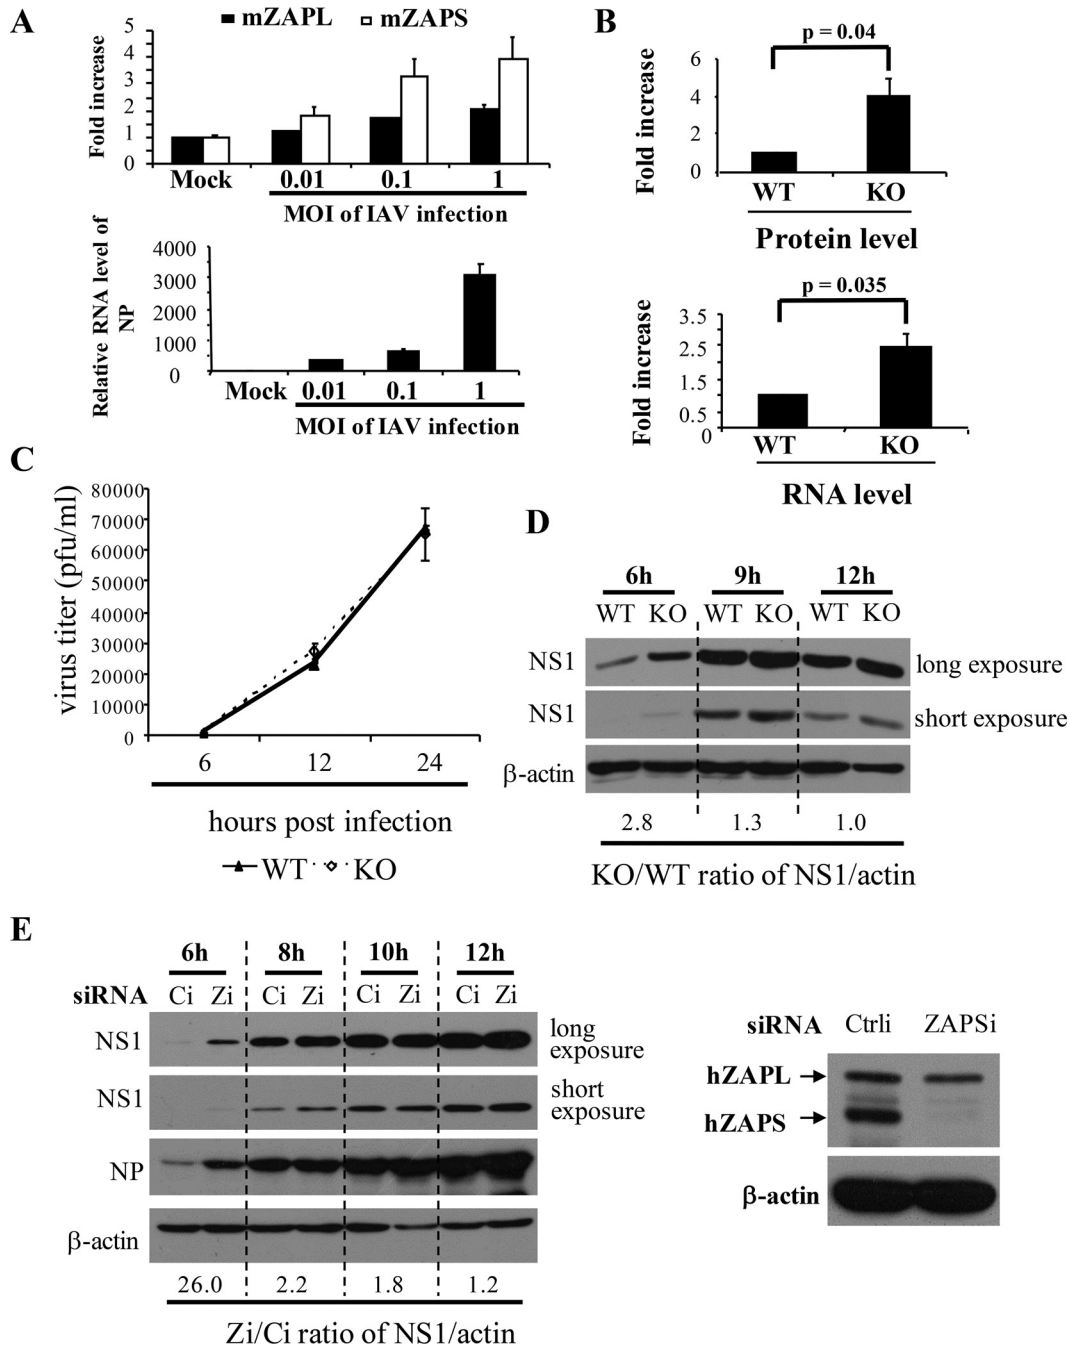 A
mZAPL mZAPS
Fold increase
5
4
3
2
1
0
Mock 0.01 0.1 1
MOI of IAV infection
Relative RNA level of NP
4000
3000
2000
1000
0
Mock 0.01 0.1 1
MOI of IAV infection
B
p = 0.04
Fold increase
6
4
2
0
WT KO
Protein level
p = 0.035
Fold increase
3.5
2.5
1.5
0.5
0
WT KO
RNA level
C
virus titer (pfu/ml)
80000
70000
60000
50000
40000
30000
20000
10000
0
6 12 24
hours post infection
WT KO
D
6h 9h 12h
WT KO WT KO WT KO
NS1 long exposure
NS1 short exposure
β-actin
2.8 1.3 1.0
KO/WT ratio of NS1/actin
E
6h 8h 10h 12h
siRNA Ci Zi Ci Zi Ci Zi Ci Zi
NS1 long exposure
NS1 short exposure
NP
β-actin
26.0 2.2 1.8 1.2
Zi/Ci ratio of NS1/actin
siRNA Ctrli ZAPSi
hZAPL
hZAPS
β-actin